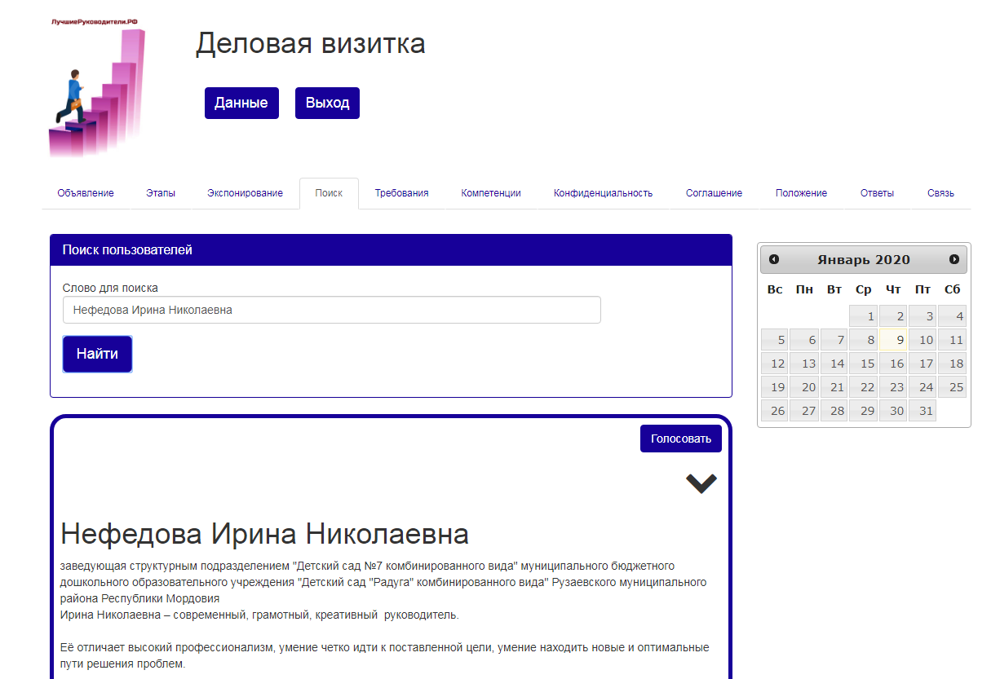 ЛучшиеРуководители.РФ
Деловая визитка
Данные Выход
Объявление Этапы Экспонирование Поиск Требования Компетенции Конфиденциальность Соглашение Положение Ответы Связь
Поиск пользователей
Слово для поиска
Нефедова Ирина Николаевна
Найти
Январь 2020
Вс Пн Вт Ср Чт Пт Сб
1 2 3 4
5 6 7 8 9 10 11
12 13 14 15 16 17 18
19 20 21 22 23 24 25
26 27 28 29 30 31
Голосовать
Нефедова Ирина Николаевна
заведующая структурным подразделением "Детский сад №7 комбинированного вида" муниципального бюджетного
дошкольного образовательного учреждения "Детский сад "Радуга" комбинированного вида" Рузаевского муниципального
района Республики Мордовия
Ирина Николаевна – современный, грамотный, креативный  руководитель.
Её отличает высокий профессионализм, умение четко идти к поставленной цели, умение находить новые и оптимальные
пути решения проблем.